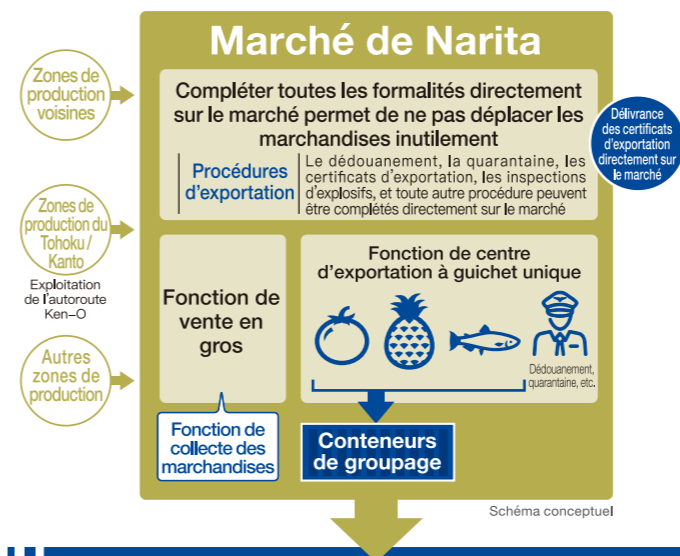 Marché de Narita
Zones de
production
voisines
Compléter toutes les formalités directement
sur le marché permet de ne pas déplacer les
marchandises inutilement
Procédures
d'exportation
Le dédouanement, la quarantaine, les
certificats d'exportation, les inspections
d'explosifs, et toute autre procédure peuvent
être complétés directement sur le marché
Délivrance
des certificats
d'exportation
directement sur
le marché
Zones de
production du
Tohoku /
Kanto
Exploitation
de l'autoroute
Ken-O
Autres
zones de
production
Fonction de
vente en
gros
Fonction de
collecte des
marchandises
Fonction de centre
d'exportation à guichet unique
Dédouanement,
quarantaine, etc.
Conteneurs
de groupage
Schéma conceptuel